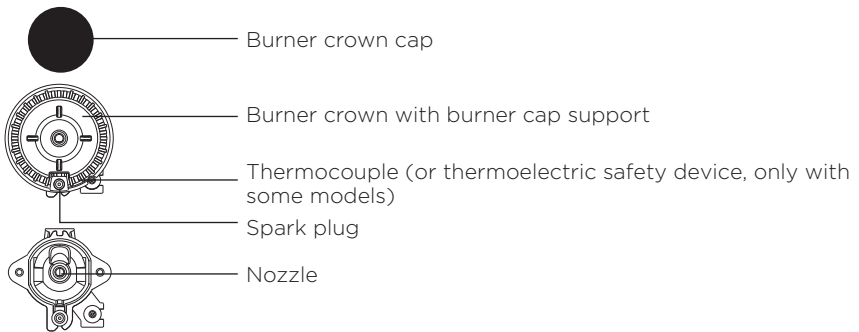 Burner crown cap
Burner crown with burner cap support
Thermocouple (or thermoelectric safety device, only with
some models)
Spark plug
Nozzle